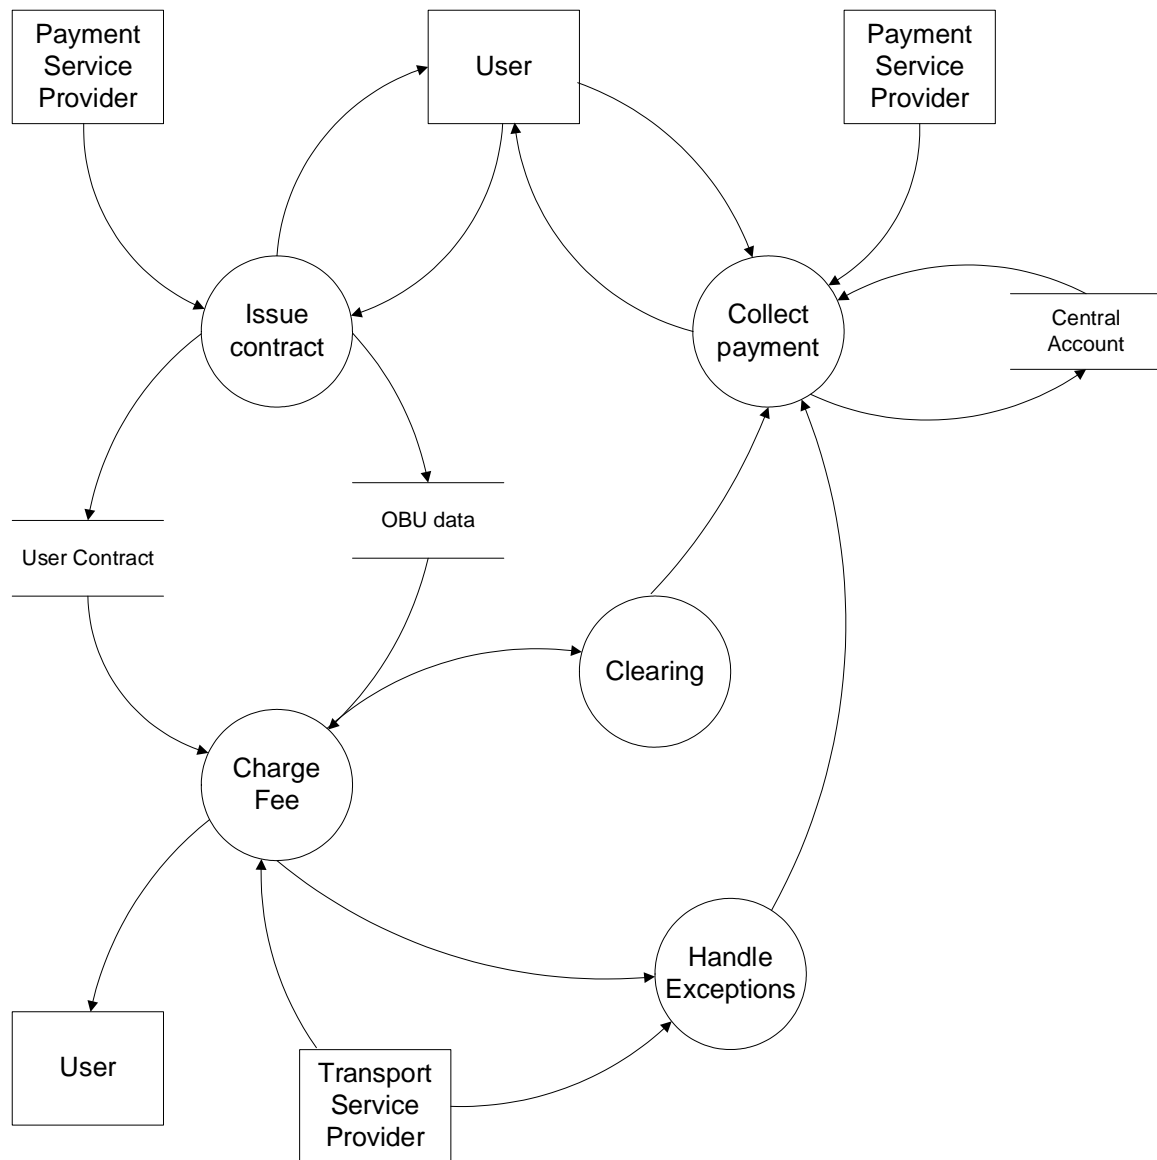 Payment
Service
Provider
User
Payment
Service
Provider
Issue
contract
Collect
payment
Central
Account
OBU data
User Contract
Clearing
Charge
Fee
Handle
Exceptions
User
Transport
Service
Provider